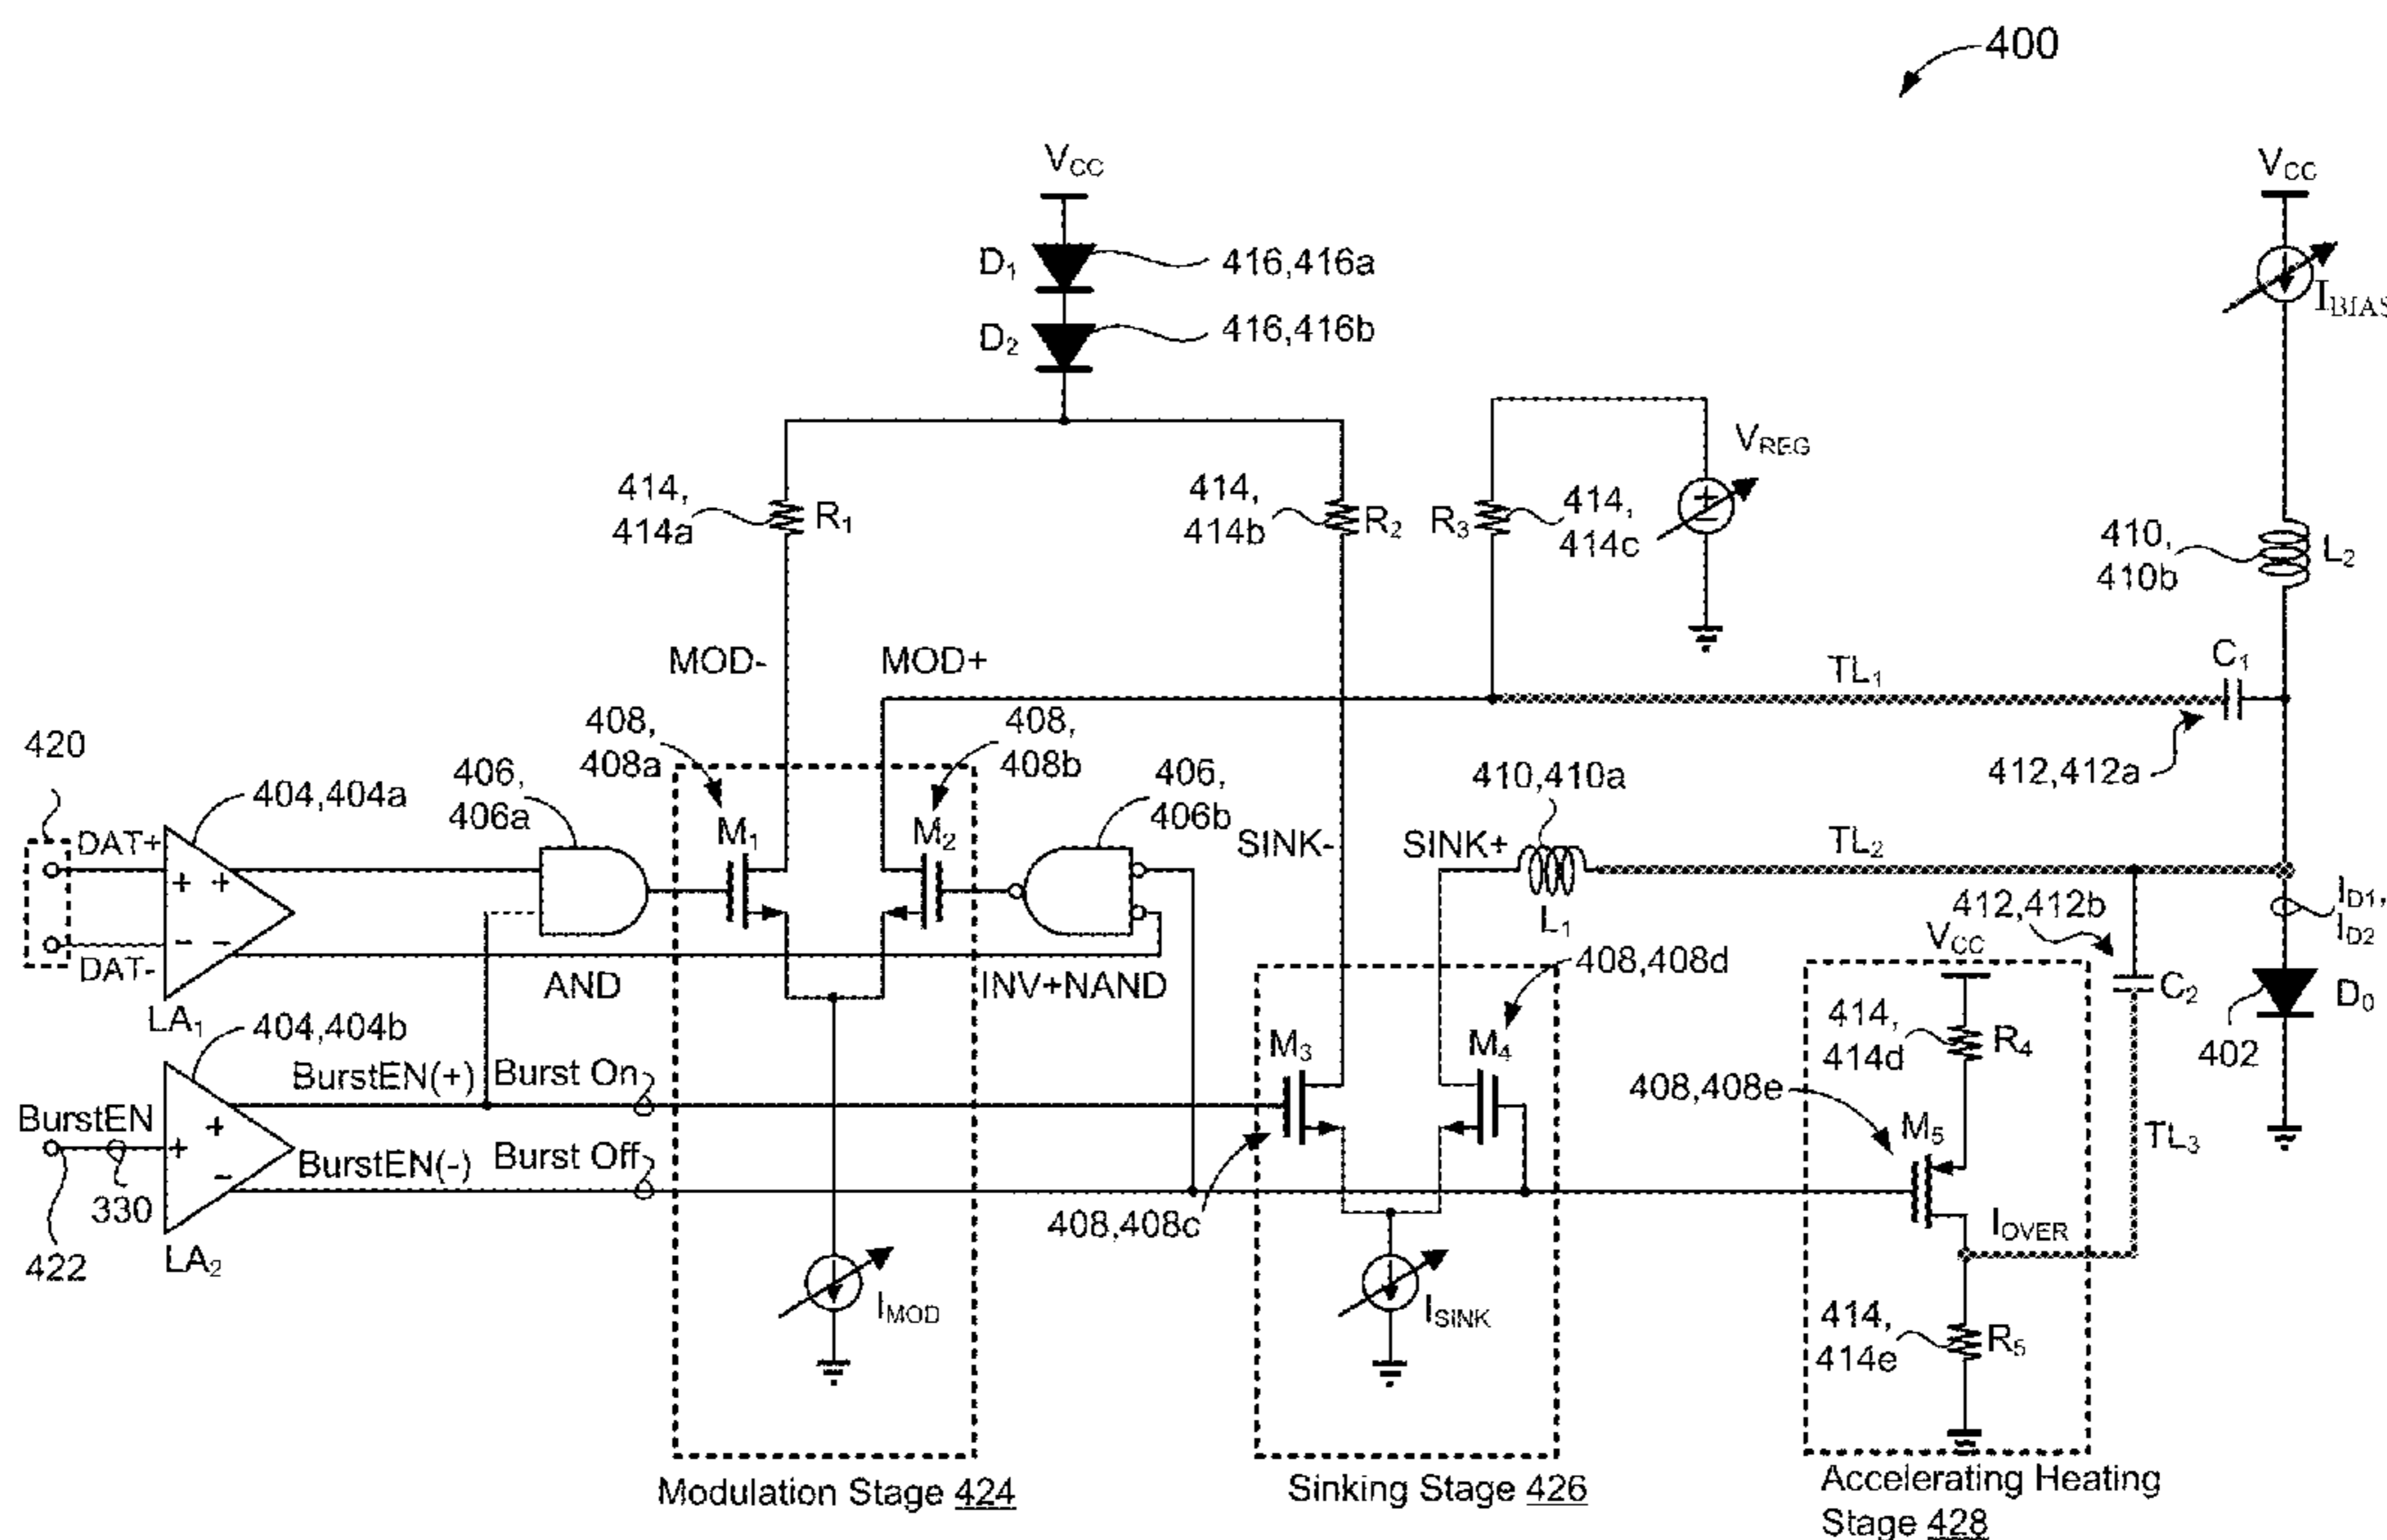 400
VCC
VCC
D1
416,416a
IBIAS
D2
416,416b
VREG
414,
414a
R1
414,
414b
R2
R3
414,
414c
410,
410b
L2
MOD-
MOD+
TL1
C1
412,412a
420
408,
408a
408,
408b
406,
406a
406,
406b
410,410a
404,404a
DAT+
M1
M2
SINK-
SINK+
TL2
+
+
-
-
DAT-
LA1
AND
INV+NAND
L1
412,412b
ID1,
ID2
VCC
C2
D0
402
408,408d
404,404b
M3
M4
414,
414d
R4
BurstEN(+)
Burst On
408,408e
BurstEN
+
+
-
BurstEN(-)
Burst Off
M5
TL3
330
422
LA2
408,408c
IOVER
IMOD
ISINK
414,
414e
R5
Modulation Stage 424
Sinking Stage 426
Accelerating Heating
Stage 428